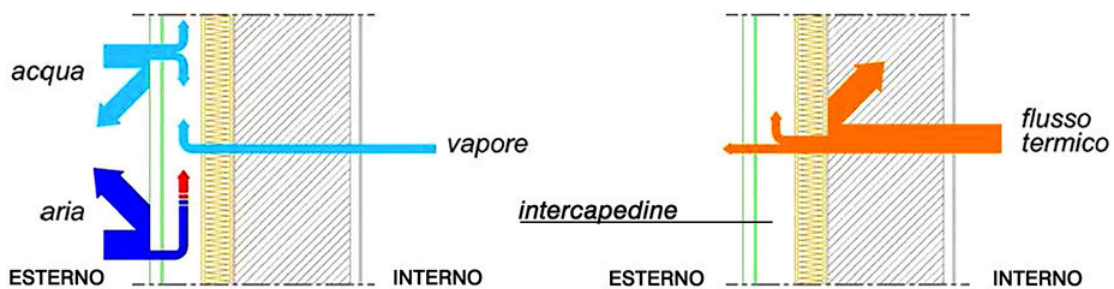 acqua
vapore
aria
ESTERNO
INTERNO
flusso
termico
intercapedine
ESTERNO
INTERNO